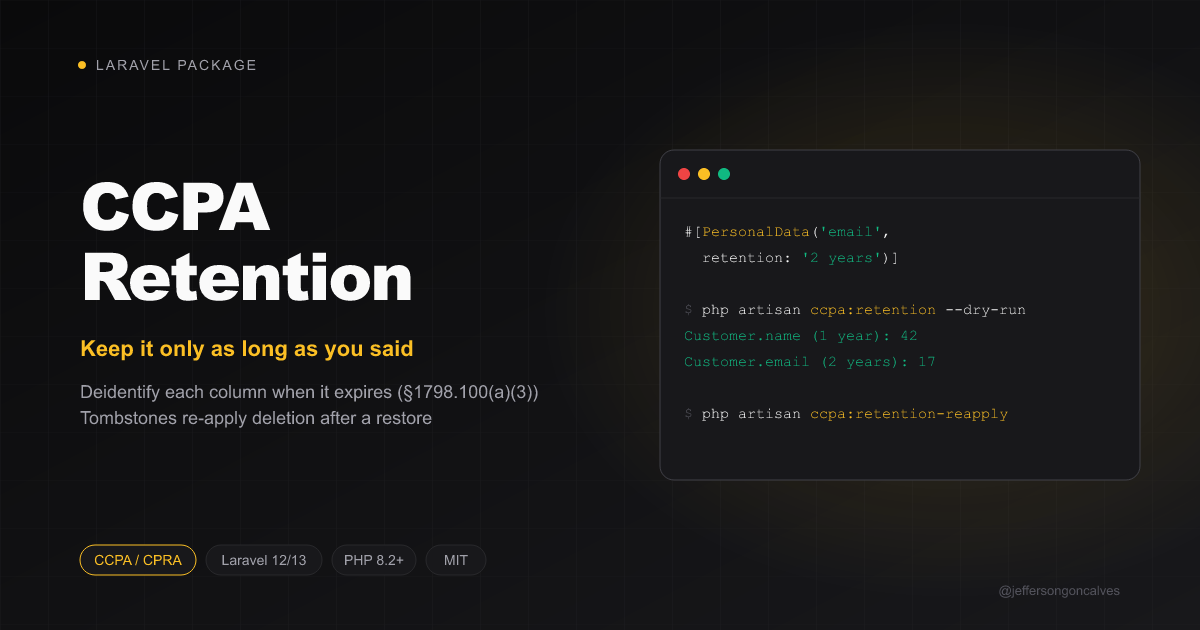 LARAVEL PACKAGE
CCPA
Retention
Keep it only as long as you said
Deidentify each column when it expires (§1798.100(a)(3))
Tombstones re-apply deletion after a restore
#[PersonalData('email',
retention: '2 years')]
$ php artisan ccpa:retention --dry-run
Customer.name (1 year): 42
Customer.email (2 years): 17
$ php artisan ccpa:retention-reapply
CCPA / CPRA
Laravel 12/13
PHP 8.2+
MIT
@jeffersongoncalves